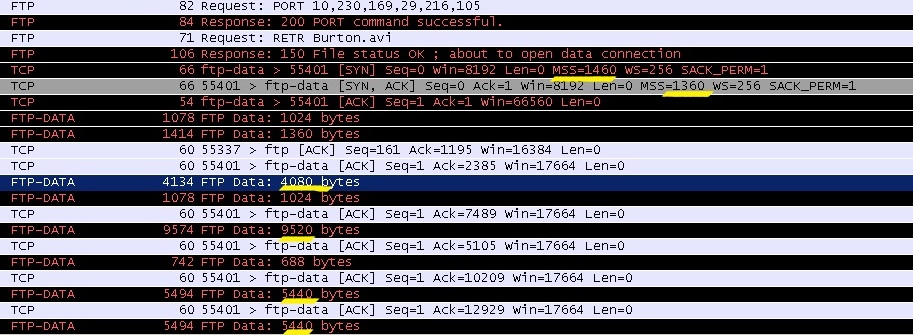 FTP 82 Request: PORT 10,230,169,29,216,105
FTP 84 Response: 200 PORT command successful.
FTP 71 Request: RETR Burton.avi
FTP 106 Response: 150 File status OK ; about to open data connection
TCP 66 ftp-data > 55401 [SYN] Seq=0 Win=8192 Len=0 MSS=1460 WS=256 SACK_PERM=1
TCP 66 55401 > ftp-data [SYN, ACK] Seq=0 Ack=1 Win=8192 Len=0 MSS=1360 WS=256 SACK_PERM=1
TCP 54 ftp-data > 55401 [ACK] Seq=1 Ack=1 Win=66560 Len=0
FTP-DATA 1078 FTP Data: 1024 bytes
FTP-DATA 1414 FTP Data: 1360 bytes
TCP 60 55337 > ftp [ACK] Seq=161 Ack=1195 Win=16384 Len=0
TCP 60 55401 > ftp-data [ACK] Seq=1 Ack=2385 Win=17664 Len=0
FTP-DATA 4134 FTP Data: 4080 bytes
FTP-DATA 1078 FTP Data: 1024 bytes
TCP 60 55401 > ftp-data [ACK] Seq=1 Ack=7489 Win=17664 Len=0
FTP-DATA 9574 FTP Data: 9520 bytes
TCP 60 55401 > ftp-data [ACK] Seq=1 Ack=5105 Win=17664 Len=0
FTP-DATA 742 FTP Data: 688 bytes
TCP 60 55401 > ftp-data [ACK] Seq=1 Ack=10209 Win=17664 Len=0
FTP-DATA 5494 FTP Data: 5440 bytes
TCP 60 55401 > ftp-data [ACK] Seq=1 Ack=12929 Win=17664 Len=0
FTP-DATA 5494 FTP Data: 5440 bytes